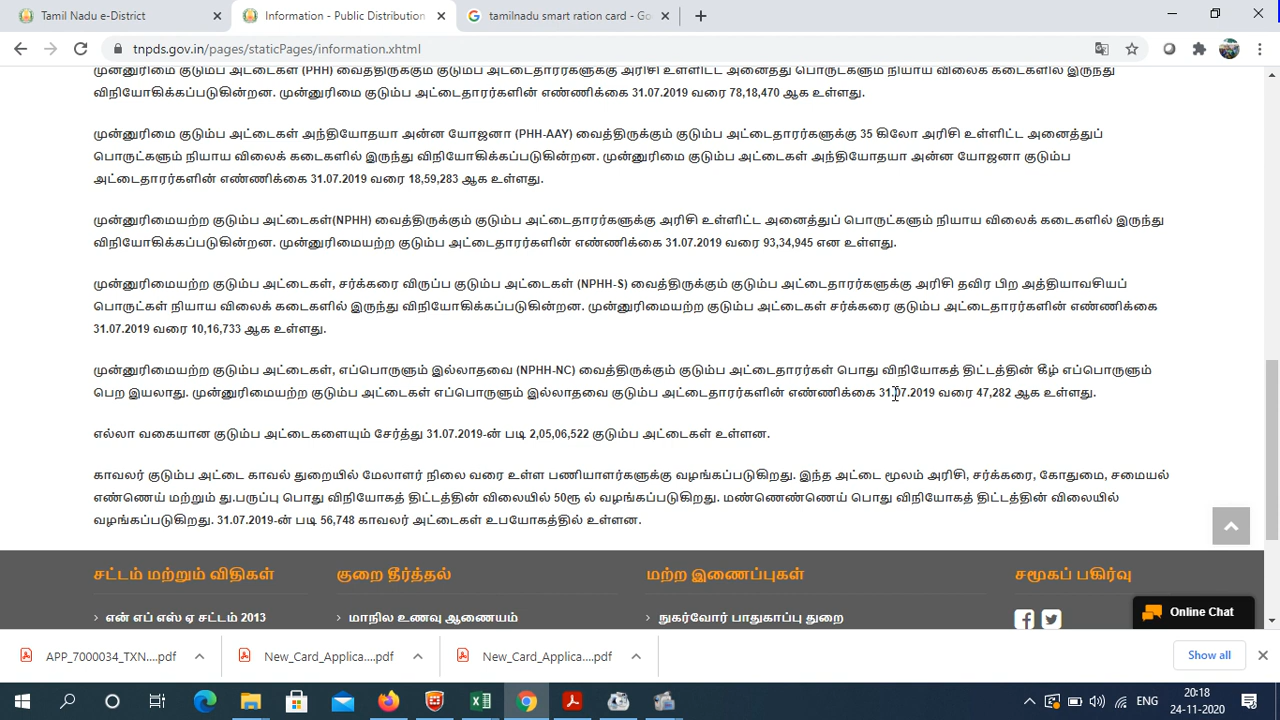 Tamil Nadu e-District
Information - Public Distribution
tamilnadu smart ration card - Go
tnpds.gov.in/pages/staticPages/information.xhtml
முன்னுரிமை குடும்ப அட்டைகள் (PHH) வைத்திருக்கும் குடும்ப அட்டைதாரர்களுக்கு அரிசி உள்ளிட்ட அனைத்து பொருட்களும் நியாய விலைக் கடைகளில் இருந்து
விநியோகிக்கப்படுகின்றன. முன்னுரிமை குடும்ப அட்டைதாரர்களின் எண்ணிக்கை 31.07.2019 வரை 78,18,470 ஆக உள்ளது.
முன்னுரிமை குடும்ப அட்டைகள் அந்தியோதயா அன்ன யோஜனா (PHH-AAY) வைத்திருக்கும் குடும்ப அட்டைதாரர்களுக்கு 35 கிலோ அரிசி உள்ளிட்ட அனைத்துப்
பொருட்களும் நியாய விலைக் கடைகளில் இருந்து விநியோகிக்கப்படுகின்றன. முன்னுரிமை குடும்ப அட்டைகள் அந்தியோதயா அன்ன யோஜனா குடும்ப
அட்டைதாரர்களின் எண்ணிக்கை 31.07.2019 வரை 18,59,283 ஆக உள்ளது.
முன்னுரிமையற்ற குடும்ப அட்டைகள்(NPHH) வைத்திருக்கும் குடும்ப அட்டைதாரர்களுக்கு அரிசி உள்ளிட்ட அனைத்துப் பொருட்களும் நியாய விலைக் கடைகளில் இருந்து
விநியோகிக்கப்படுகின்றன. முன்னுரிமையற்ற குடும்ப அட்டைதாரர்களின் எண்ணிக்கை 31.07.2019 வரை 93,34,945 என உள்ளது.
முன்னுரிமையற்ற குடும்ப அட்டைகள், சர்க்கரை விருப்ப குடும்ப அட்டைகள் (NPHH-S) வைத்திருக்கும் குடும்ப அட்டைதாரர்களுக்கு அரிசி தவிர பிற அத்தியாவசியப்
பொருட்கள் நியாய விலைக் கடைகளில் இருந்து விநியோகிக்கப்படுகின்றன. முன்னுரிமையற்ற குடும்ப அட்டைகள் சர்க்கரை குடும்ப அட்டைதாரர்களின் எண்ணிக்கை
31.07.2019 வரை 10,16,733 ஆக உள்ளது.
முன்னுரிமையற்ற குடும்ப அட்டைகள், எப்பொருளும் இல்லாதவை (NPHH-NC) வைத்திருக்கும் குடும்ப அட்டைதாரர்கள் பொது விநியோகத் திட்டத்தின் கீழ் எப்பொருளும்
பெற இயலாது. முன்னுரிமையற்ற குடும்ப அட்டைகள் எப்பொருளும் இல்லாதவை குடும்ப அட்டைதாரர்களின் எண்ணிக்கை 31.07.2019 வரை 47,282 ஆக உள்ளது.
எல்லா வகையான குடும்ப அட்டைகளையும் சேர்த்து 31.07.2019-ன் படி 2,05,06,522 குடும்ப அட்டைகள் உள்ளன.
காவலர் குடும்ப அட்டை காவல் துறையில் மேலாளர் நிலை வரை உள்ள பணியாளர்களுக்கு வழங்கப்படுகிறது. இந்த அட்டை மூலம் அரிசி, சர்க்கரை, கோதுமை, சமையல்
எண்ணெய் மற்றும் து.பருப்பு பொது விநியோகத் திட்டத்தின் விலையில் 50ரூ ல் வழங்கப்படுகிறது. மண்ணெண்ணெய் பொது விநியோகத் திட்டத்தின் விலையில்
வழங்கப்படுகிறது. 31.07.2019-ன் படி 56,748 காவலர் அட்டைகள் உபயோகத்தில் உள்ளன.
சட்டம் மற்றும் விதிகள்
குறை தீர்த்தல்
மற்ற இணைப்புகள்
சமூகப் பகிர்வு
என் எப் எஸ் ஏ சட்டம் 2013
மாநில உணவு ஆணையம்
நுகர்வோர் பாதுகாப்பு துறை
Online Chat
APP_7000034_TXN....pdf
New_Card_Applica....pdf
New_Card_Applica....pdf
Show all
ENG
20:18
24-11-2020